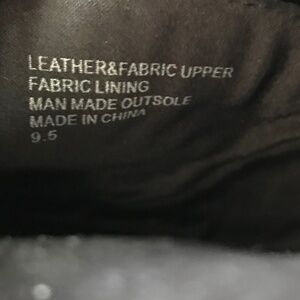 LEATHER&FABRIC UPPER
FABRIC LINING
MAN MADE OUTSOLE
MADE IN CHINA
9.5